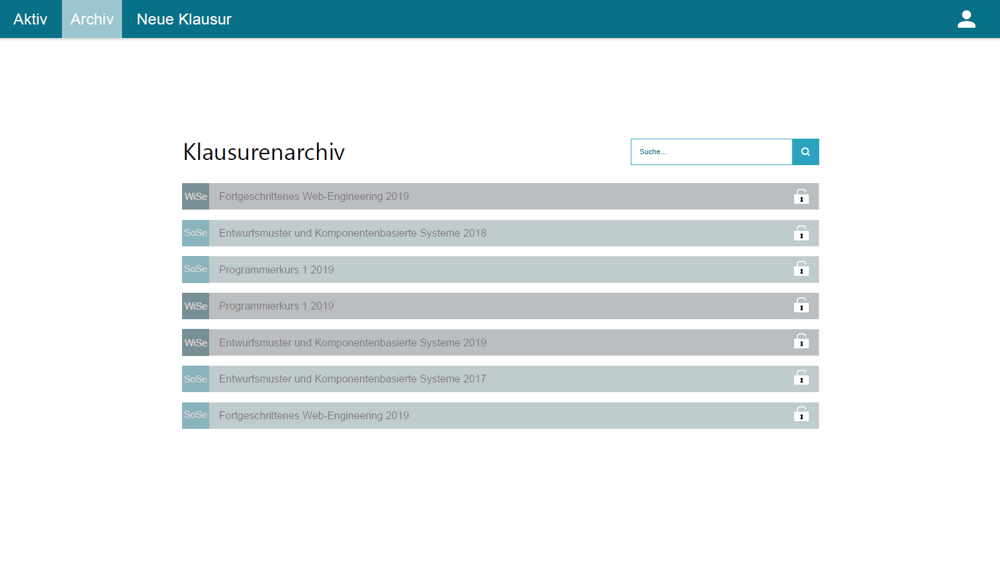 Aktiv Archiv Neue Klausur
Klausurenarchiv
Suche...
WiSe Fortgeschrittenes Web-Engineering 2019
SoSe Entwurfsmuster und Komponentenbasierte Systeme 2018
SoSe Programmierkurs 1 2019
WiSe Programmierkurs 1 2019
WiSe Entwurfsmuster und Komponentenbasierte Systeme 2019
SoSe Entwurfsmuster und Komponentenbasierte Systeme 2017
SoSe Fortgeschrittenes Web-Engineering 2019